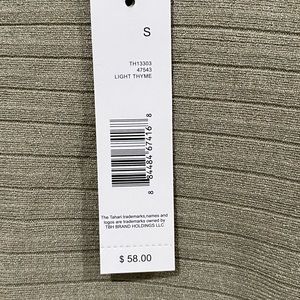 S
TH13303
47543
LIGHT THYME
8 84484 67416 8
The Tahari trademarks,names and
logos are trademarks owned by
TBH BRAND HOLDINGS LLC
$ 58.00